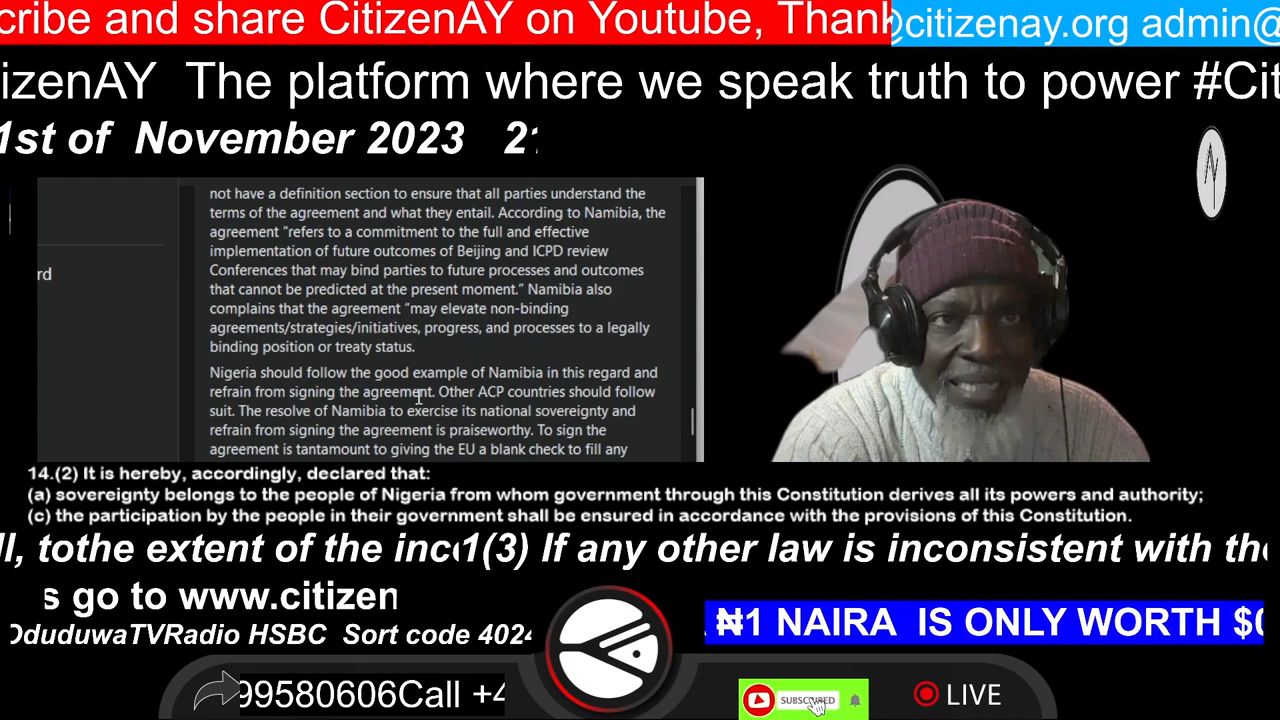 cribe and share CitizenAY on Youtube, Thank
@citizenay.org admin@
izenAY The platform where we speak truth to power #Cit
1st of November 2023
not have a definition section to ensure that all parties understand the
terms of the agreement and what they entail. According to Namibia, the
agreement “refers to a commitment to the full and effective
implementation of future outcomes of Beijing and ICPD review
Conferences that may bind parties to future processes and outcomes
that cannot be predicted at the present moment.” Namibia also
complains that the agreement “may elevate non-binding
agreements/strategies/initiatives, progress, and processes to a legally
binding position or treaty status.
Nigeria should follow the good example of Namibia in this regard and
refrain from signing the agreement. Other ACP countries should follow
suit. The resolve of Namibia to exercise its national sovereignty and
refrain from signing the agreement is praiseworthy. To sign the
agreement is tantamount to giving the EU a blank check to fill any
rd
14.(2) It is hereby, accordingly, declared that:
(a) sovereignty belongs to the people of Nigeria from whom government through this Constitution derives all its powers and authority;
(c) the participation by the people in their government shall be ensured in accordance with the provisions of this Constitution.
ll, tothe extent of the inc
1(3) If any other law is inconsistent with the
s go to www.citizen
OduduwaTVRadio HSBC Sort code 4024
₦1 NAIRA IS ONLY WORTH $0
99580606Call +4
SUBSCRIBED
LIVE